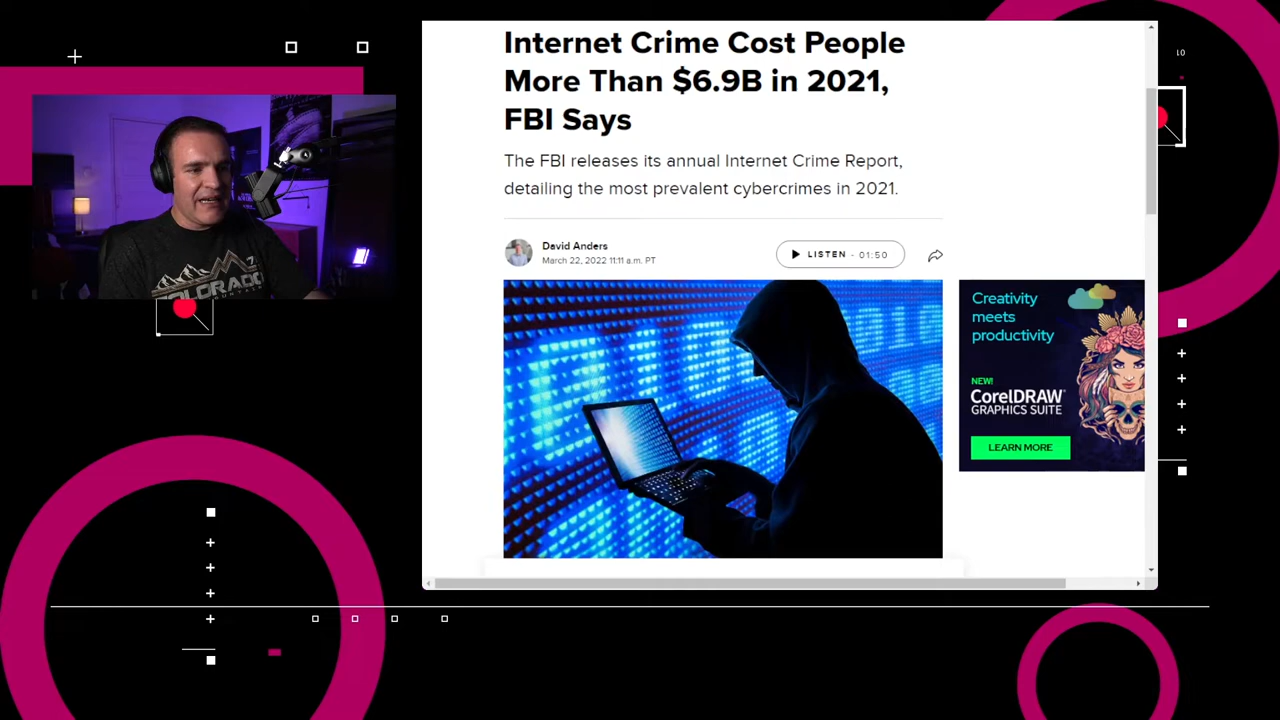 Internet Crime Cost People
More Than $6.9B in 2021,
FBI Says
The FBI releases its annual Internet Crime Report,
detailing the most prevalent cybercrimes in 2021.
David Anders
March 22, 2022 11:11 a.m. PT
LISTEN - 01:50
Creativity
meets
productivity
NEW!
CorelDRAW
GRAPHICS SUITE
LEARN MORE
COLORADO
01